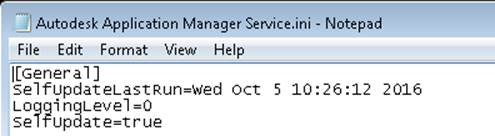 Autodesk Application Manager Service.ini - Notepad
File Edit Format View Help
[General]
SelfUpdateLastRun=Wed Oct 5 10:26:12 2016
LoggingLevel=0
SelfUpdate=true